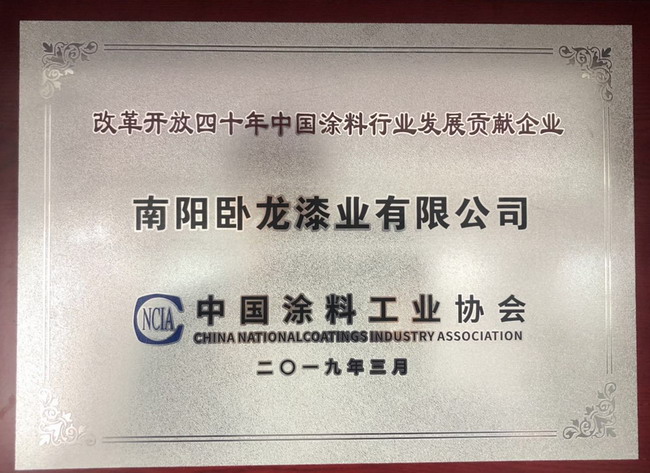 改革开放四十年中国涂料行业发展贡献企业
南阳卧龙漆业有限公司
NCIA
中国涂料工业协会
CHINA NATIONAL COATINGS INDUSTRY ASSOCIATION
二〇一九年三月